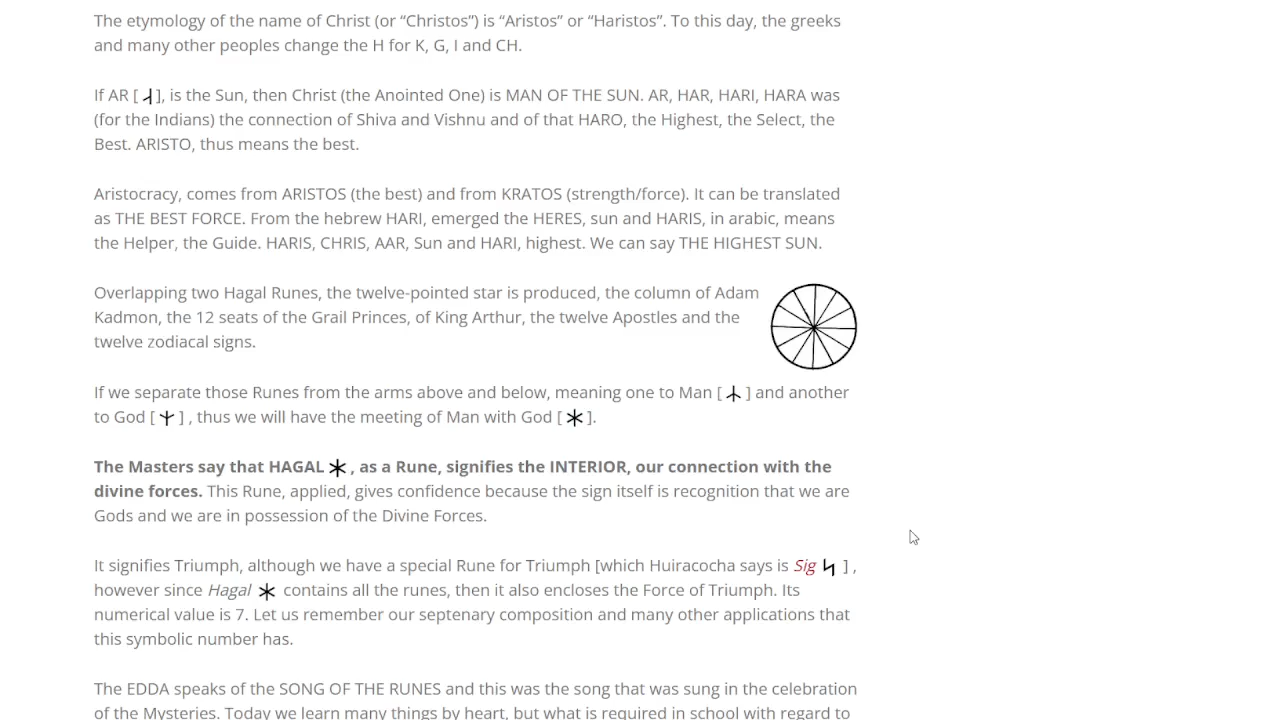 The etymology of the name of Christ (or “Christos”) is “Aristos” or “Haristos”. To this day, the greeks
and many other peoples change the H for K, G, I and CH.
If AR [ ], is the Sun, then Christ (the Anointed One) is MAN OF THE SUN. AR, HAR, HARI, HARA was
(for the Indians) the connection of Shiva and Vishnu and of that HARO, the Highest, the Select, the
Best. ARISTO, thus means the best.
Aristocracy, comes from ARISTOS (the best) and from KRATOS (strength/force). It can be translated
as THE BEST FORCE. From the hebrew HARI, emerged the HERES, sun and HARIS, in arabic, means
the Helper, the Guide. HARIS, CHRIS, AAR, Sun and HARI, highest. We can say THE HIGHEST SUN.
Overlapping two Hagal Runes, the twelve-pointed star is produced, the column of Adam
Kadmon, the 12 seats of the Grail Princes, of King Arthur, the twelve Apostles and the
twelve zodiacal signs.
If we separate those Runes from the arms above and below, meaning one to Man [ ᛣ ] and another
to God [ ᛉ ] , thus we will have the meeting of Man with God [ ᚼ ].
The Masters say that HAGAL ᚼ , as a Rune, signifies the INTERIOR, our connection with the
divine forces. This Rune, applied, gives confidence because the sign itself is recognition that we are
Gods and we are in possession of the Divine Forces.
It signifies Triumph, although we have a special Rune for Triumph [which Huiracocha says is Sig ᛋ ] ,
however since Hagal ᚼ contains all the runes, then it also encloses the Force of Triumph. Its
numerical value is 7. Let us remember our septenary composition and many other applications that
this symbolic number has.
The EDDA speaks of the SONG OF THE RUNES and this was the song that was sung in the celebration
of the Mysteries. Today we learn many things by heart, but what is required in school with regard to